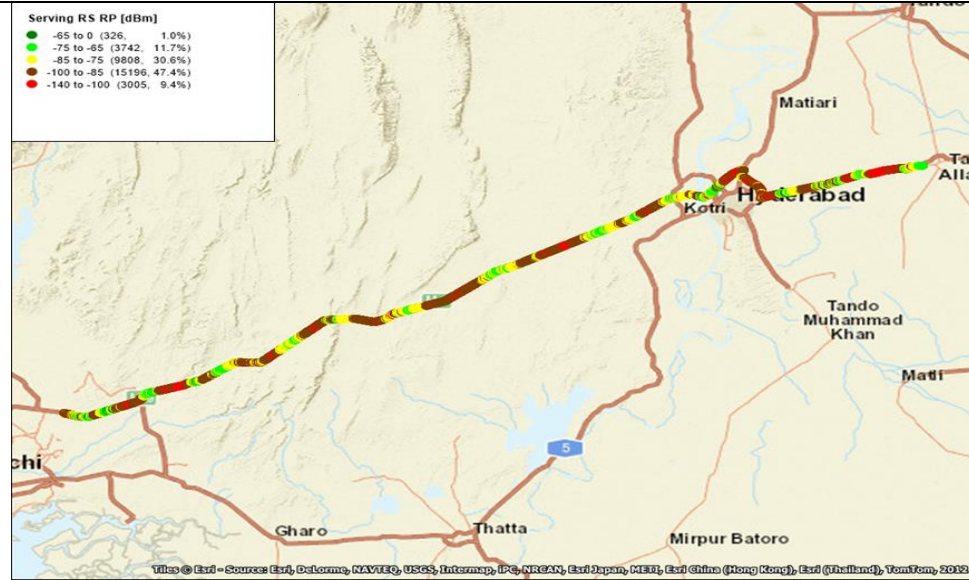 Serving RS RP [dBm]
-65 to 0 (326, 1.0%)
-75 to -65 (3742, 11.7%)
-85 to -75 (9808, 30.6%)
-100 to -85 (15196, 47.4%)
-140 to -100 (3005, 9.4%)
Matiari
Ta
Alla
Hyderabad
Kotri
Tando
Muhammad
Khan
Matli
5
chi
Gharo
Thatta
Mirpur Batoro
Tiles © Esri - Source: Esri, DeLorme, NAVTEQ, USGS, Intermap, iPC, NRCAN, Esri Japan, METI, Esri China (Hong Kong), Esri (Thailand), TomTom, 2012